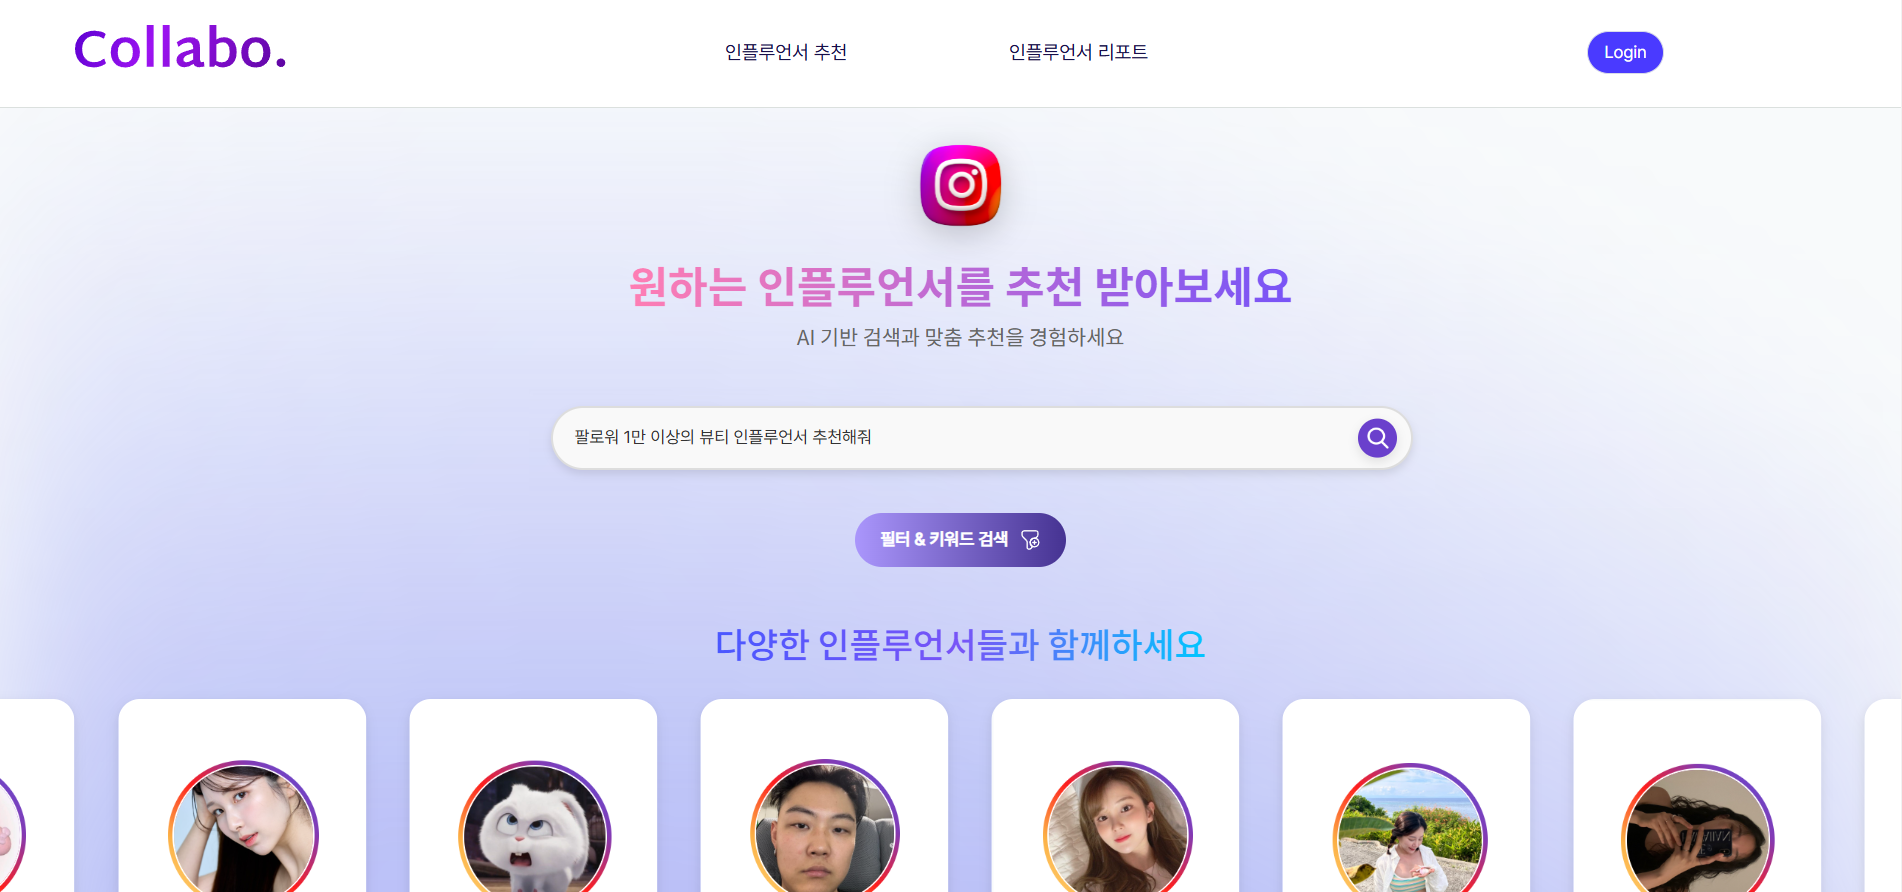 Collabo.
인플루언서 추천
인플루언서 리포트
Login
원하는 인플루언서를 추천 받아보세요
AI 기반 검색과 맞춤 추천을 경험하세요
팔로워 1만 이상의 뷰티 인플루언서 추천해줘
필터 & 키워드 검색
다양한 인플루언서들과 함께하세요